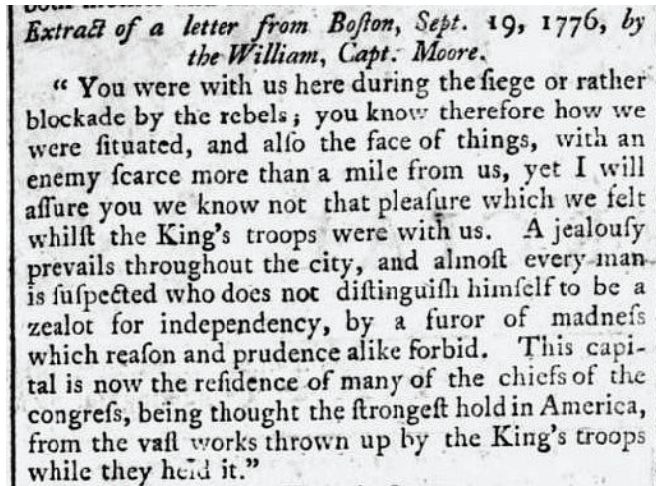 Extract of a letter from Boſton, Sept. 19, 1776, by
the William, Capt. Moore.
“ You were with us here during the ſiege or rather
blockade by the rebels; you know therefore how we
were ſituated, and alſo the face of things, with an
enemy ſcarce more than a mile from us, yet I will
aſſure you we know not that pleaſure which we felt
whilſt the King's troops were with us. A jealouſy
prevails throughout the city, and almoſt every man
is ſuſpected who does not diſtinguiſh himſelf to be a
zealot for independency, by a furor of madneſs
which reaſon and prudence alike forbid. This capi-
tal is now the reſidence of many of the chiefs of the
congreſs, being thought the ſtrongeſt hold in America,
from the vaſt works thrown up by the King's troops
while they held it.”